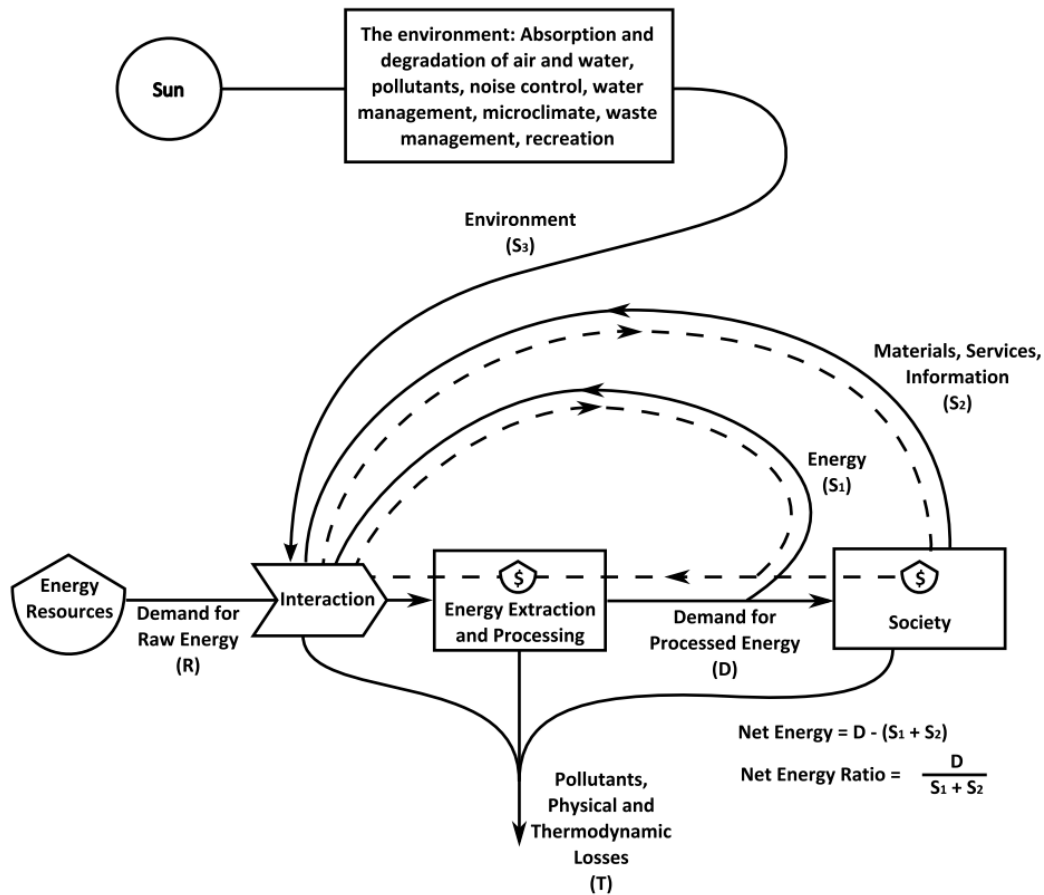 Sun
The environment: Absorption and
degradation of air and water,
pollutants, noise control, water
management, microclimate, waste
management, recreation
Environment
(S₃)
Materials, Services,
Information
(S₂)
Energy
(S₁)
Energy
Resources
Demand for
Raw Energy
(R)
Interaction
$
Energy Extraction
and Processing
Demand for
Processed Energy
(D)
$
Society
Net Energy = D - (S₁ + S₂)
Net Energy Ratio = D
S₁ + S₂
Pollutants,
Physical and
Thermodynamic
Losses
(T)